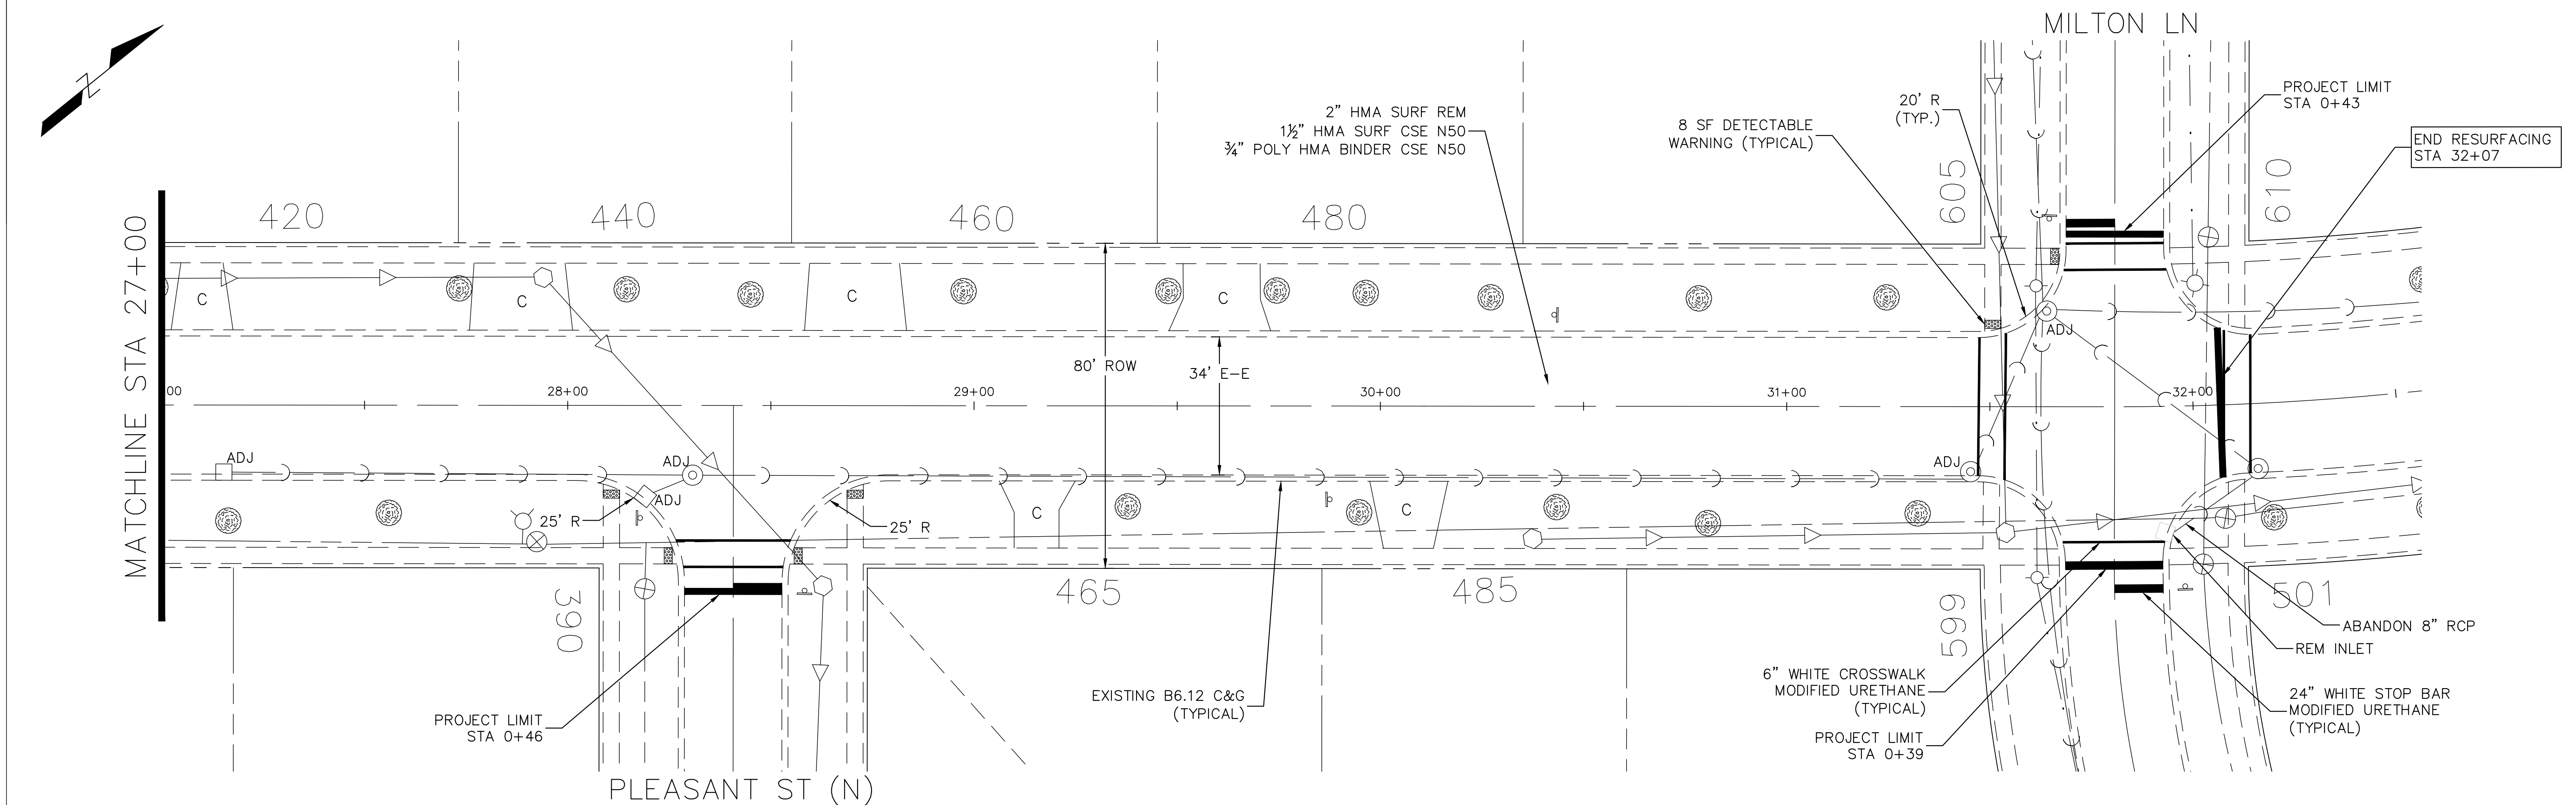 MILTON LN
Z
PROJECT LIMIT
STA 0+43
20' R
(TYP.)
2" HMA SURF REM
1½" HMA SURF CSE N50
¾" POLY HMA BINDER CSE N50
8 SF DETECTABLE
WARNING (TYPICAL)
END RESURFACING
STA 32+07
420
440
460
480
605
610
MATCHLINE STA 27+00
C
C
C
C
ADJ
80' ROW
34' E-E
00
28+00
29+00
30+00
31+00
32+00
ADJ
ADJ
ADJ
ADJ
25' R
25' R
C
C
390
465
485
599
501
ABANDON 8" RCP
REM INLET
6" WHITE CROSSWALK
MODIFIED URETHANE
(TYPICAL)
24" WHITE STOP BAR
MODIFIED URETHANE
(TYPICAL)
EXISTING B6.12 C&G
(TYPICAL)
PROJECT LIMIT
STA 0+46
PROJECT LIMIT
STA 0+39
PLEASANT ST (N)